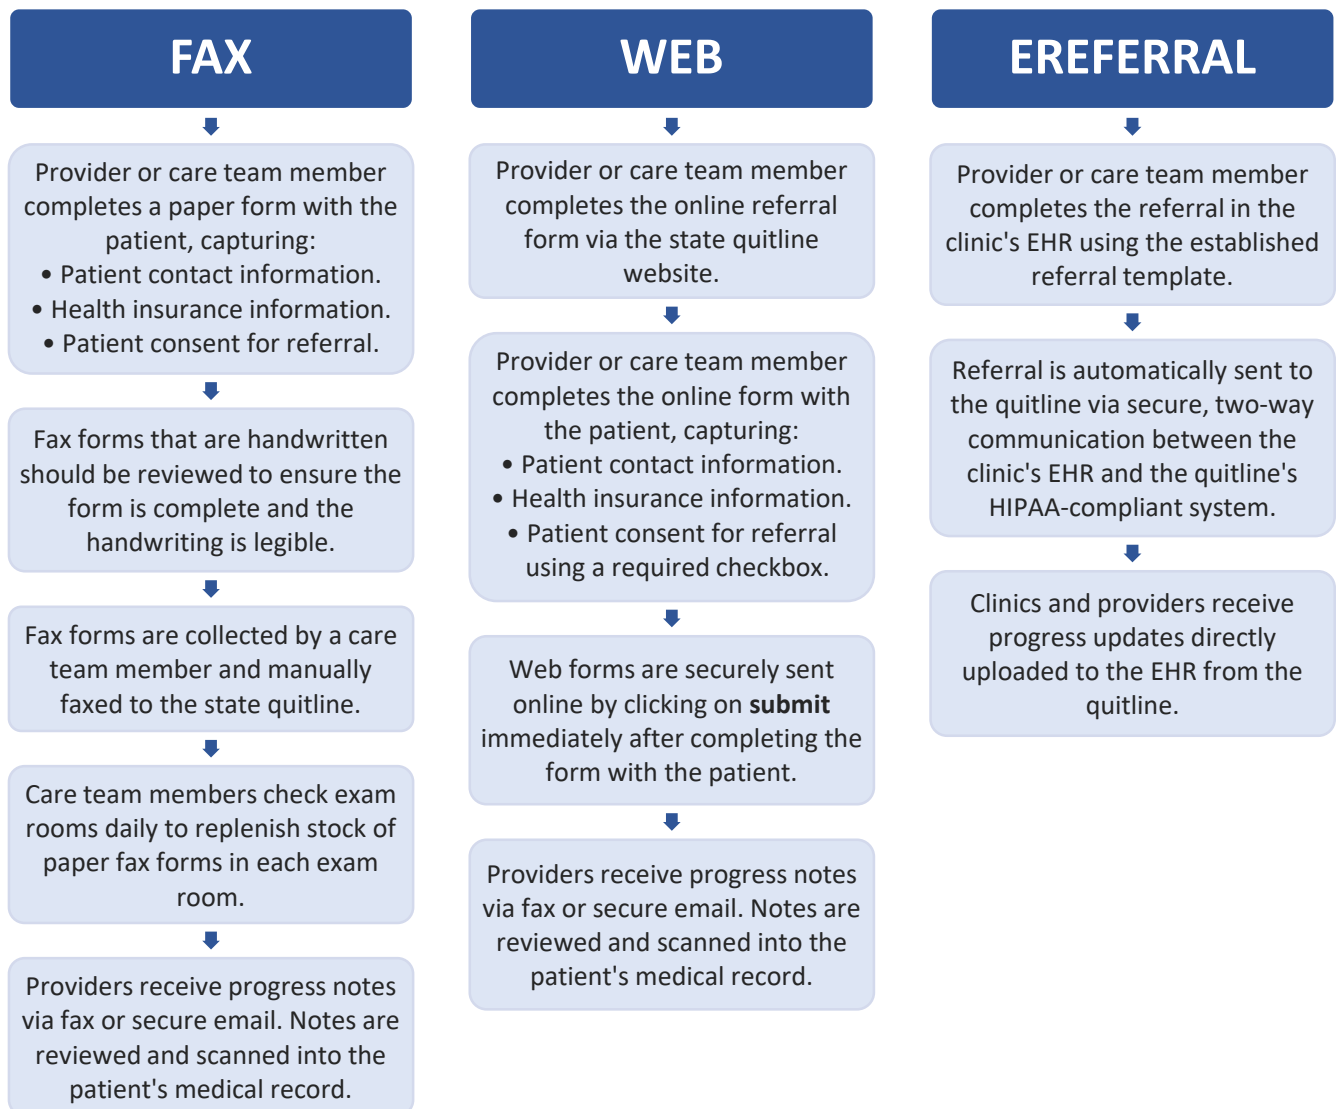 FAX
Provider or care team member
completes a paper form with the
patient, capturing:
• Patient contact information.
• Health insurance information.
• Patient consent for referral.
Fax forms that are handwritten
should be reviewed to ensure the
form is complete and the
handwriting is legible.
Fax forms are collected by a care
team member and manually
faxed to the state quitline.
Care team members check exam
rooms daily to replenish stock of
paper fax forms in each exam
room.
Providers receive progress notes
via fax or secure email. Notes are
reviewed and scanned into the
patient's medical record.
WEB
Provider or care team member
completes the online referral
form via the state quitline
website.
Provider or care team member
completes the online form with
the patient, capturing:
• Patient contact information.
• Health insurance information.
• Patient consent for referral
using a required checkbox.
Web forms are securely sent
online by clicking on submit
immediately after completing the
form with the patient.
Providers receive progress notes
via fax or secure email. Notes are
reviewed and scanned into the
patient's medical record.
EREFERRAL
Provider or care team member
completes the referral in the
clinic's EHR using the established
referral template.
Referral is automatically sent to
the quitline via secure, two-way
communication between the
clinic's EHR and the quitline's
HIPAA-compliant system.
Clinics and providers receive
progress updates directly
uploaded to the EHR from the
quitline.